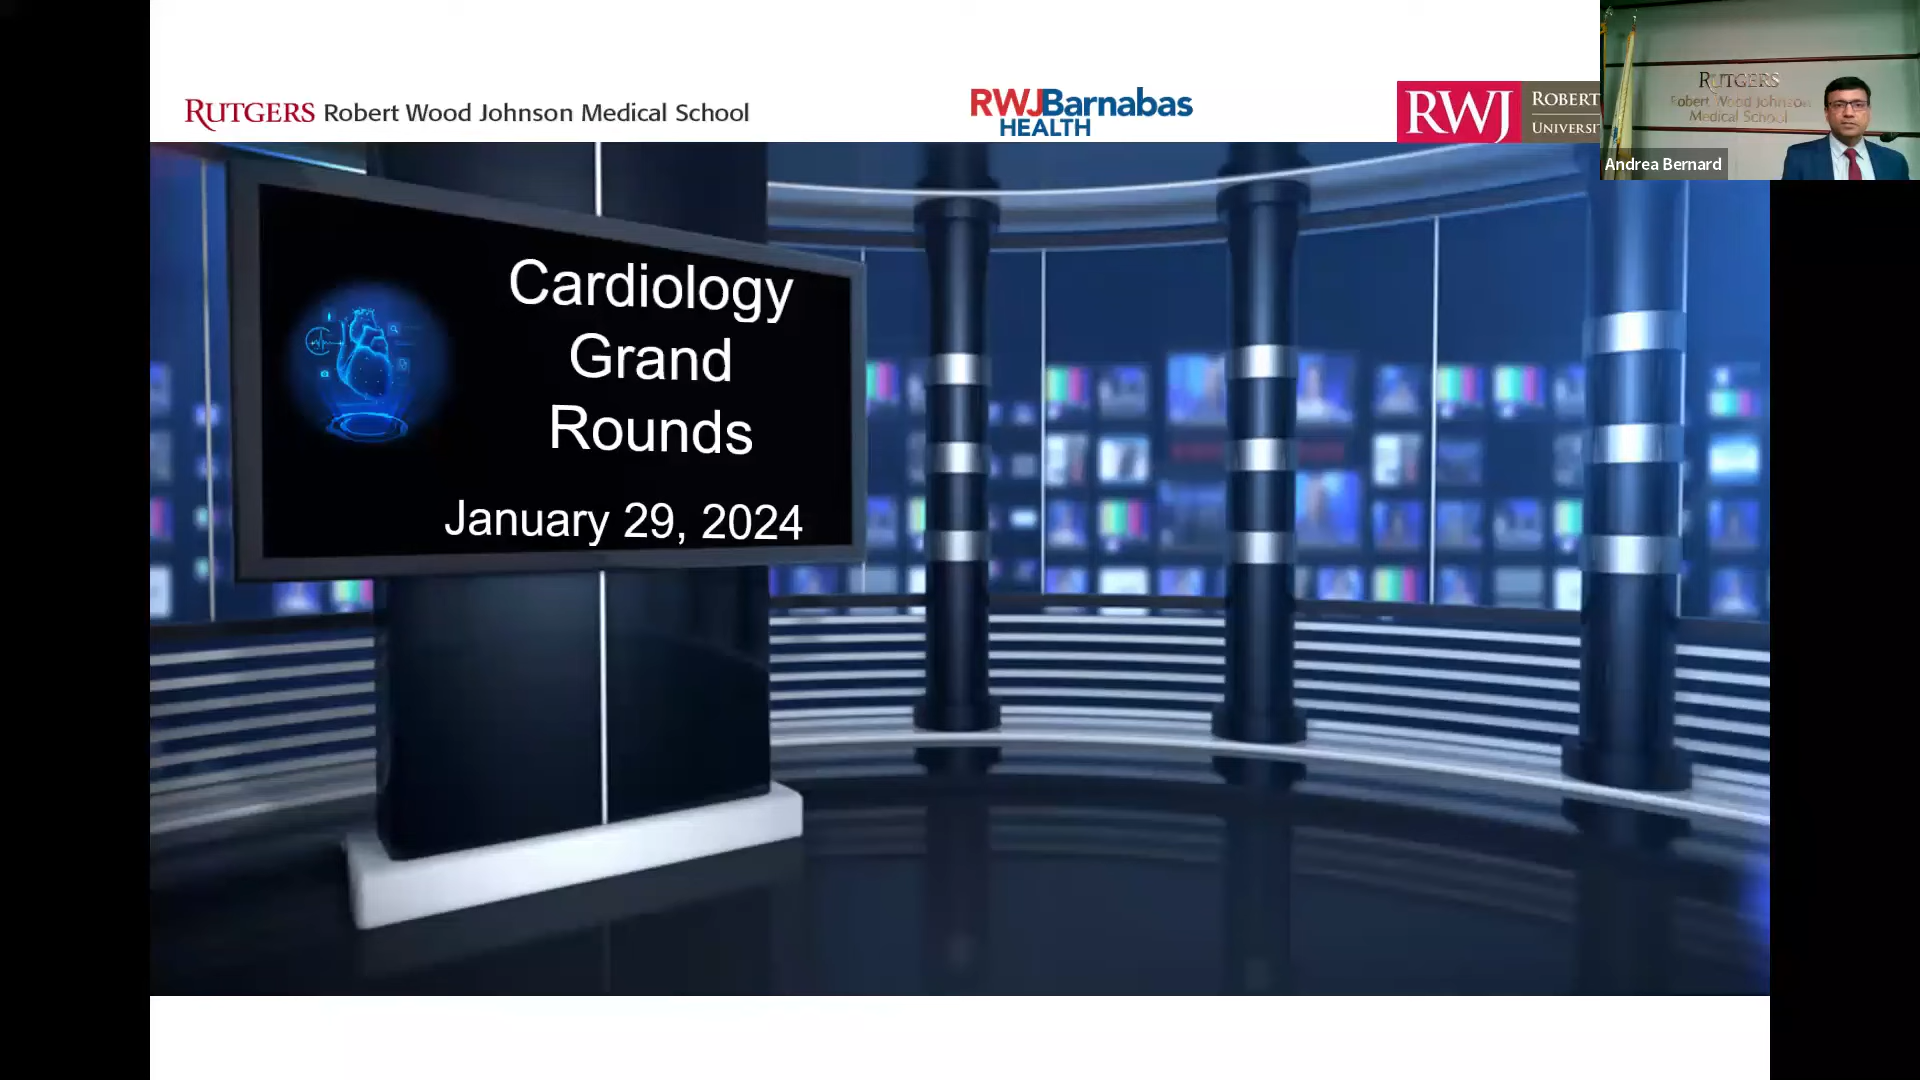 RUTGERS Robert Wood Johnson Medical School
RWJBarnabas
HEALTH
RWJ
ROBERT
UNIVERSI
RUTGERS
Robert Wood Johnson
Medical School
Andrea Bernard
Cardiology
Grand
Rounds
January 29, 2024